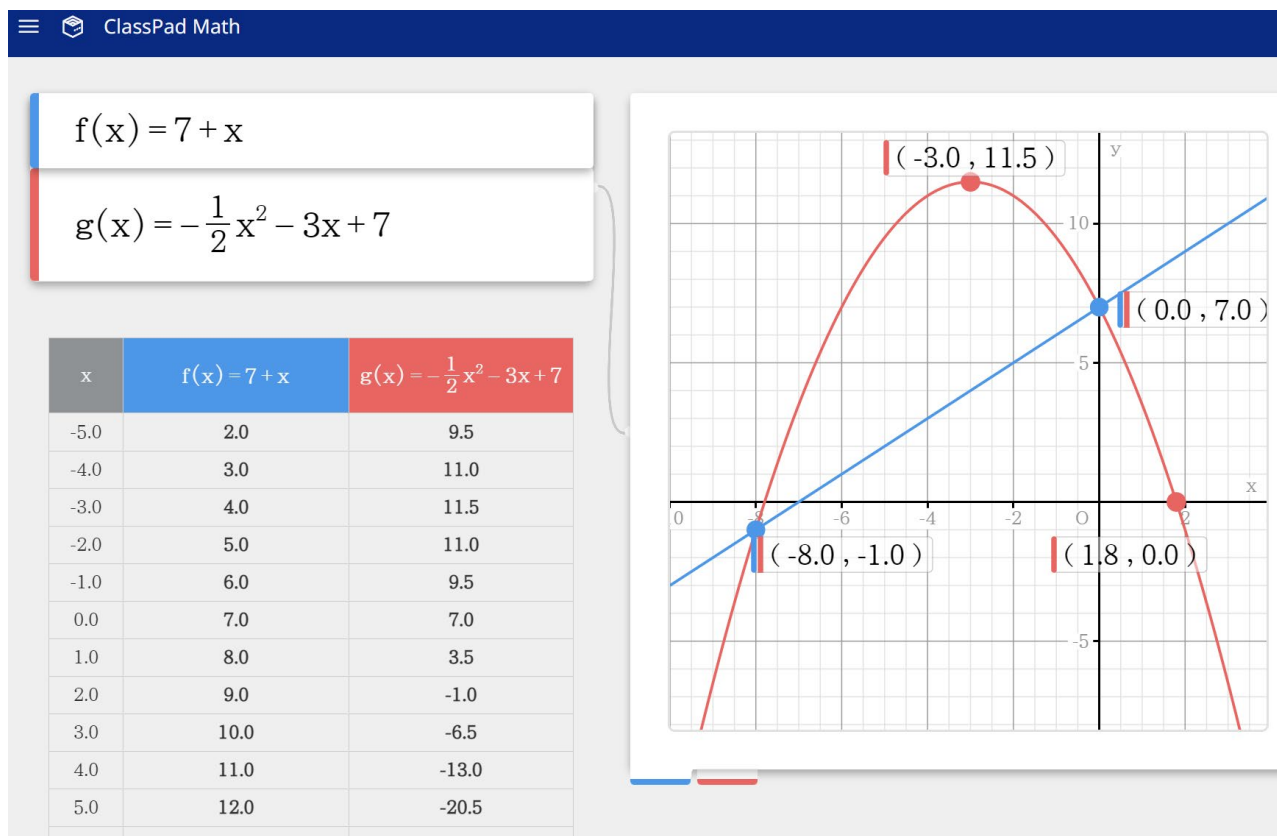 ClassPad Math
f(x) = 7 + x
g(x) = -\frac{1}{2}x² - 3x + 7
x f(x) = 7 + x g(x) = -\frac{1}{2}x² - 3x + 7
-5.0 2.0 9.5
-4.0 3.0 11.0
-3.0 4.0 11.5
-2.0 5.0 11.0
-1.0 6.0 9.5
0.0 7.0 7.0
1.0 8.0 3.5
2.0 9.0 -1.0
3.0 10.0 -6.5
4.0 11.0 -13.0
5.0 12.0 -20.5
(-3.0 , 11.5)
y
10
(0.0 , 7.0)
5
x
0 -8 -6 -4 -2 O 2
(-8.0 , -1.0) (1.8 , 0.0)
-5